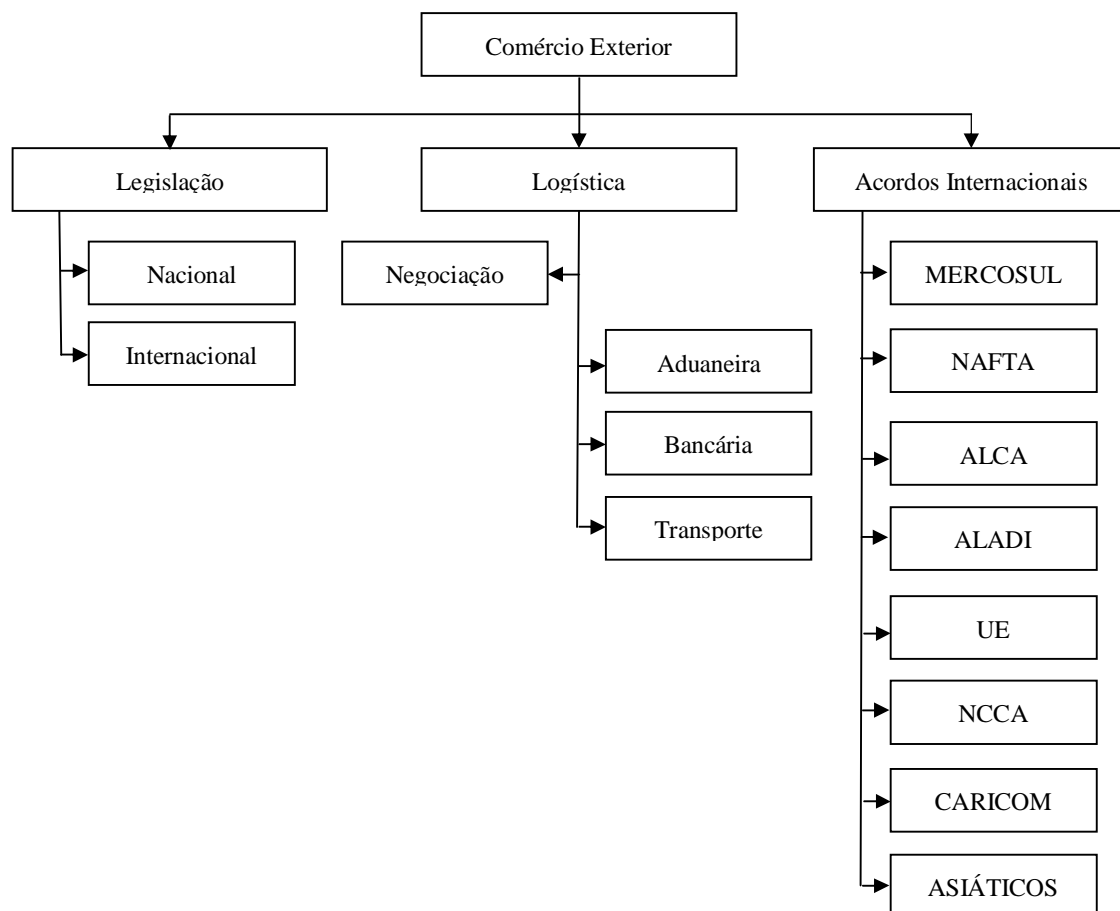 Comércio Exterior
Legislação
Logística
Acordos Internacionais
Nacional
Internacional
Negociação
Aduaneira
Bancária
Transporte
MERCOSUL
NAFTA
ALCA
ALADI
UE
NCCA
CARICOM
ASIÁTICOS